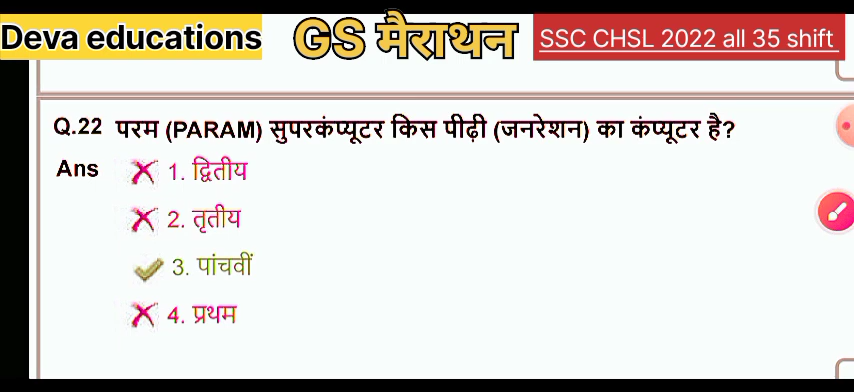 Deva educations GS मैराथन SSC CHSL 2022 all 35 shift
Q.22 परम (PARAM) सुपरकंप्यूटर किस पीढ़ी (जनरेशन) का कंप्यूटर है?
Ans 1. द्वितीय
2. तृतीय
3. पांचवीं
4. प्रथम